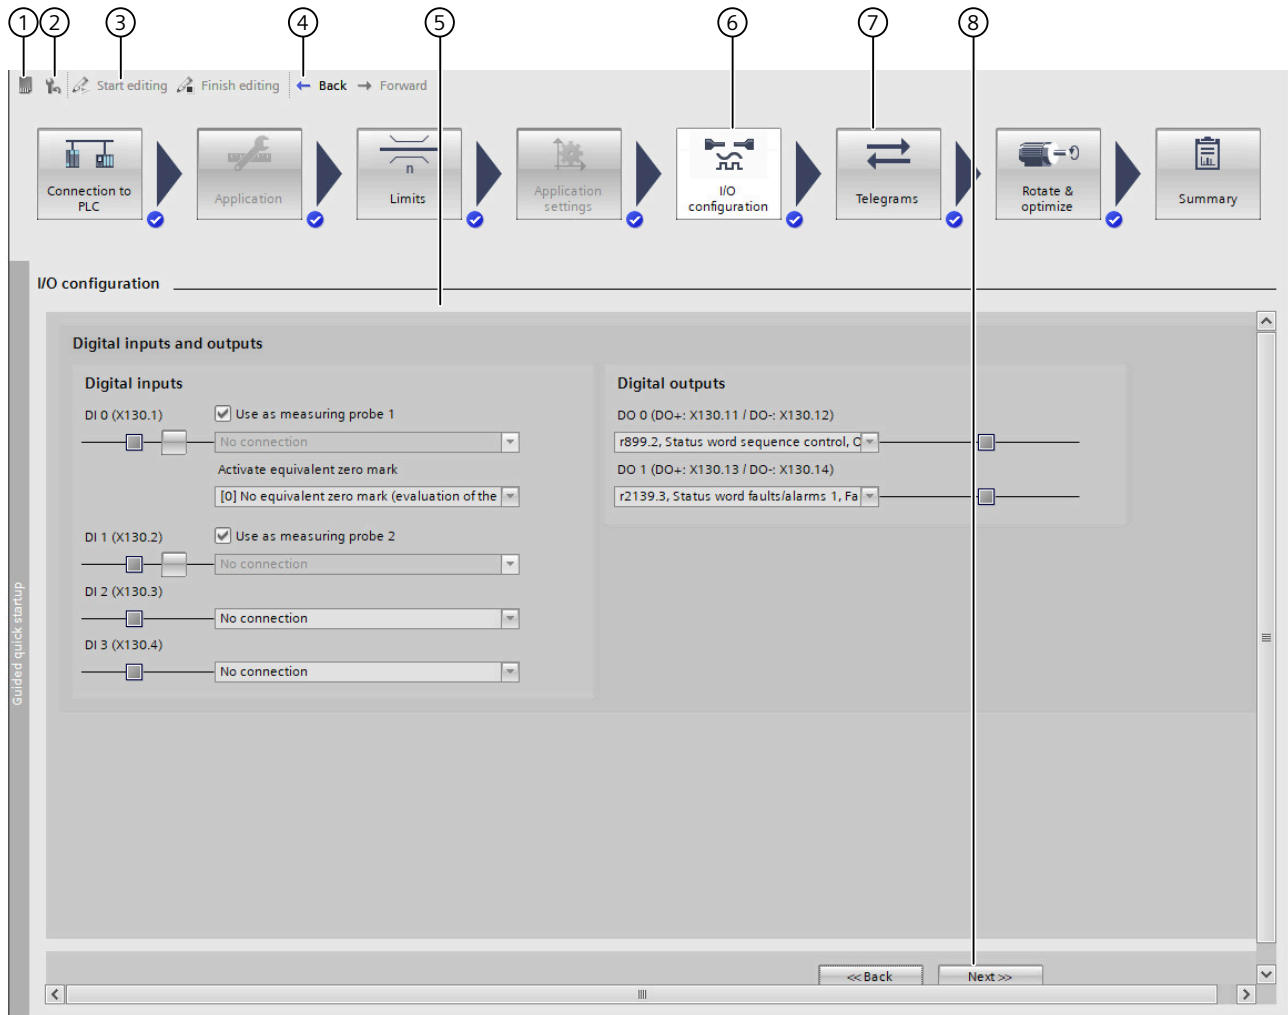 1 2 3 4 5 6 7 8
Start editing Finish editing Back Forward
Connection to
PLC
Application
Limits
n
Application
settings
I/O
configuration
Telegrams
Rotate &
optimize
Summary
I/O configuration
Digital inputs and outputs
Digital inputs
DI 0 (X130.1)
Use as measuring probe 1
No connection
Activate equivalent zero mark
[0] No equivalent zero mark (evaluation of the
DI 1 (X130.2)
Use as measuring probe 2
No connection
DI 2 (X130.3)
No connection
DI 3 (X130.4)
No connection
Digital outputs
DO 0 (DO+: X130.11 / DO-: X130.12)
r899.2, Status word sequence control, O
DO 1 (DO+: X130.13 / DO-: X130.14)
r2139.3, Status word faults/alarms 1, Fa
Guided quick startup
<<Back
Next >>